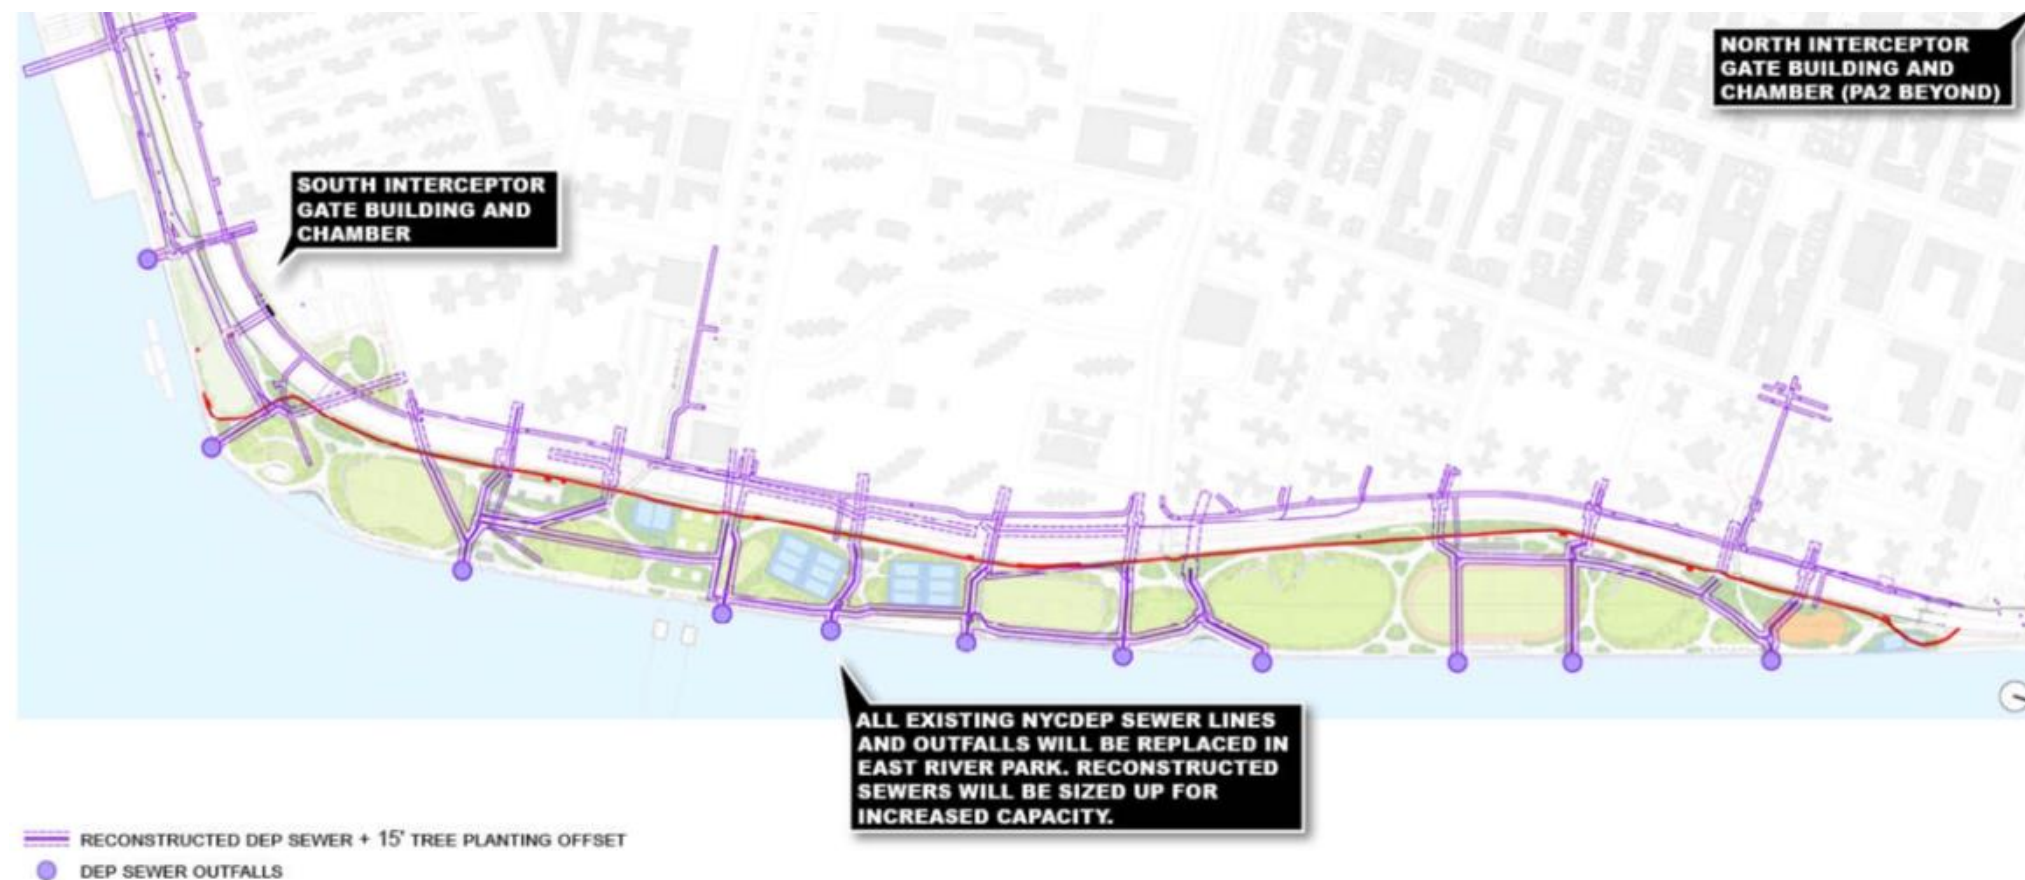 NORTH INTERCEPTOR
GATE BUILDING AND
CHAMBER (PA2 BEYOND)
SOUTH INTERCEPTOR
GATE BUILDING AND
CHAMBER
ALL EXISTING NYCDEP SEWER LINES
AND OUTFALLS WILL BE REPLACED IN
EAST RIVER PARK. RECONSTRUCTED
SEWERS WILL BE SIZED UP FOR
INCREASED CAPACITY.
RECONSTRUCTED DEP SEWER + 15' TREE PLANTING OFFSET
DEP SEWER OUTFALLS